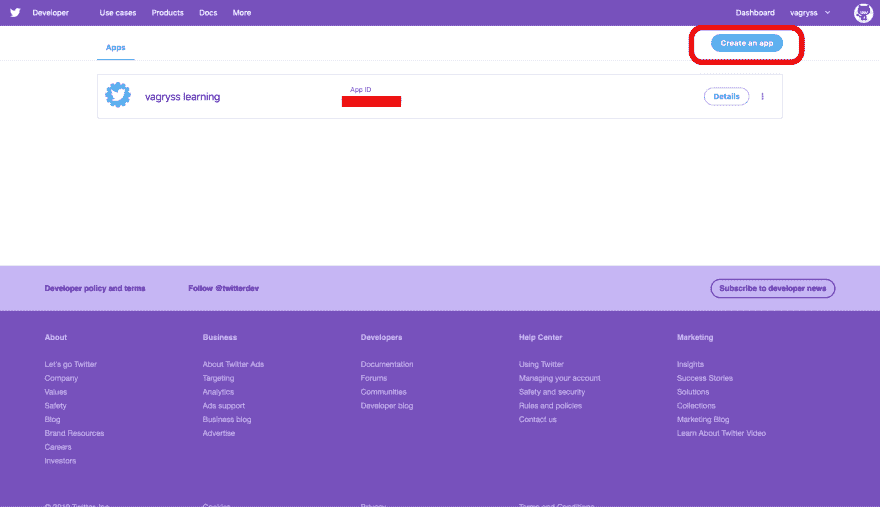 Developer Use cases Products Docs More Dashboard vagryss
Apps Create an app
App ID
vagryss learning Details
Developer policy and terms Follow @twitterdev Subscribe to developer news
About Business Developers Help Center Marketing
Let's go Twitter About Twitter Ads Documentation Using Twitter Insights
Company Targeting Forums Managing your account Success Stories
Values Analytics Communities Safety and security Solutions
Safety Ads support Developer blog Rules and policies Collections
Blog Business blog Contact us Marketing Blog
Brand Resources Advertise Learn About Twitter Video
Careers
Investors
Cookies Privacy Terms and Conditions